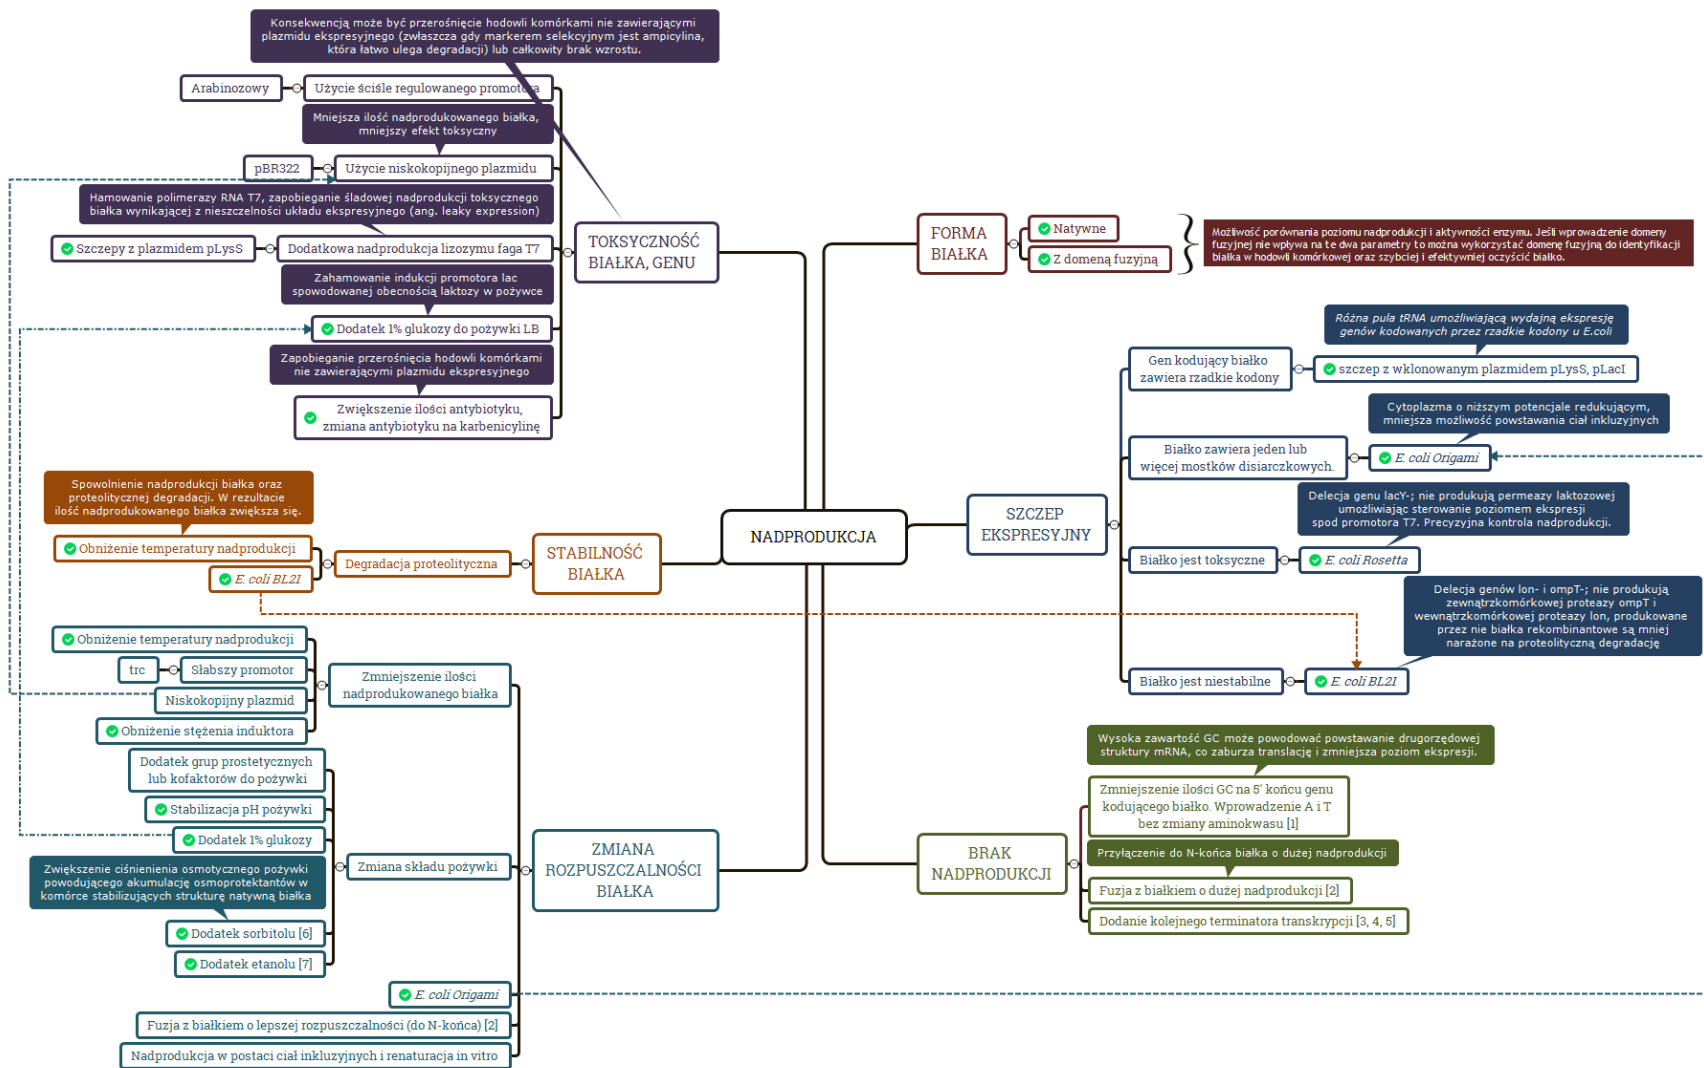 Konsekwencją może być przerośnięcie hodowli komórkami nie zawierającymi
plazmidu ekspresyjnego (zwłaszcza gdy markerem selekcyjnym jest ampicylina,
która łatwo ulega degradacji) lub całkowity brak wzrostu.
Arabinozowy
Użycie ściśle regulowanego promotora
Mniejsza ilość nadprodukowanego białka,
mniejszy efekt toksyczny
pBR322
Użycie niskokopijnego plazmidu
Hamowanie polimerazy RNA T7, zapobieganie śladowej nadprodukcji toksycznego
białka wynikającej z nieszczelności układu ekspresyjnego (ang. leaky expression)
Szczepy z plazmidem pLysS
Dodatkowa nadprodukcja lizozymu faga T7
Zahamowanie indukcji promotora lac
spowodowanej obecnością laktozy w pożywce
Dodatek 1% glukozy do pożywki LB
Zapobieganie przerośnięcia hodowli komórkami
nie zawierającymi plazmidu ekspresyjnego
Zwiększenie ilości antybiotyku,
zmiana antybiotyku na karbenicylinę
TOKSYCZNOŚĆ
BIAŁKA, GENU
Spowolnienie nadprodukcji białka oraz
proteolitycznej degradacji. W rezultacie
ilość nadprodukowanego białka zwiększa się.
Obniżenie temperatury nadprodukcji
E. coli BL21
Degradacja proteolityczna
STABILNOŚĆ
BIAŁKA
NADPRODUKCJA
Obniżenie temperatury nadprodukcji
trc
Słabszy promotor
Niskokopijny plazmid
Obniżenie stężenia induktora
Zmniejszenie ilości
nadprodukowanego białka
Dodatek grup prostetycznych
lub kofaktorów do pożywki
Stabilizacja pH pożywki
Dodatek 1% glukozy
Zwiększenie ciśnienienia osmotycznego pożywki
powodującego akumulację osmoprotektantów w
komórce stabilizujących strukturę natywną białka
Dodatek sorbitolu [6]
Dodatek etanolu [7]
Zmiana składu pożywki
ZMIANA
ROZPUSZCZALNOŚCI
BIAŁKA
E. coli Origami
Fuzja z białkiem o lepszej rozpuszczalności (do N-końca) [2]
Nadprodukcja w postaci ciał inkluzyjnych i renaturacja in vitro
FORMA
BIAŁKA
Natywne
Z domeną fuzyjną
Możliwość porównania poziomu nadprodukcji i aktywności enzymu. Jeśli wprowadzenie domeny
fuzyjnej nie wpływa na te dwa parametry to można wykorzystać domenę fuzyjną do identyfikacji
białka w hodowli komórkowej oraz szybciej i efektywniej oczyścić białko.
SZCZEP
EKSPRESYJNY
Różna pula tRNA umożliwiającą wydajną ekspresję
genów kodowanych przez rzadkie kodony u E.coli
Gen kodujący białko
zawiera rzadkie kodony
szczep z wklonowanym plazmidem pLysS, pLacI
Cytoplazma o niższym potencjale redukującym,
mniejsza możliwość powstawania ciał inkluzyjnych
Białko zawiera jeden lub
więcej mostków disiarczkowych.
E. coli Origami
Delecja genu lacY-; nie produkują permeazy laktozowej
umożliwiając sterowanie poziomem ekspresji
spod promotora T7. Precyzyjna kontrola nadprodukcji.
Białko jest toksyczne
E. coli Rosetta
Delecja genów lon- i ompT-; nie produkują
zewnątrzkomórkowej proteazy ompT i
wewnątrzkomórkowej proteazy lon, produkowane
przez nie białka rekombinantowe są mniej
narażone na proteolityczną degradację
Białko jest niestabilne
E. coli BL21
Wysoka zawartość GC może powodować powstawanie drugorzędowej
struktury mRNA, co zaburza translację i zmniejsza poziom ekspresji.
Zmniejszenie ilości GC na 5' końcu genu
kodującego białko. Wprowadzenie A i T
bez zmiany aminokwasu [1]
BRAK
NADPRODUKCJI
Przyłączenie do N-końca białka o dużej nadprodukcji
Fuzja z białkiem o dużej nadprodukcji [2]
Dodanie kolejnego terminatora transkrypcji [3, 4, 5]